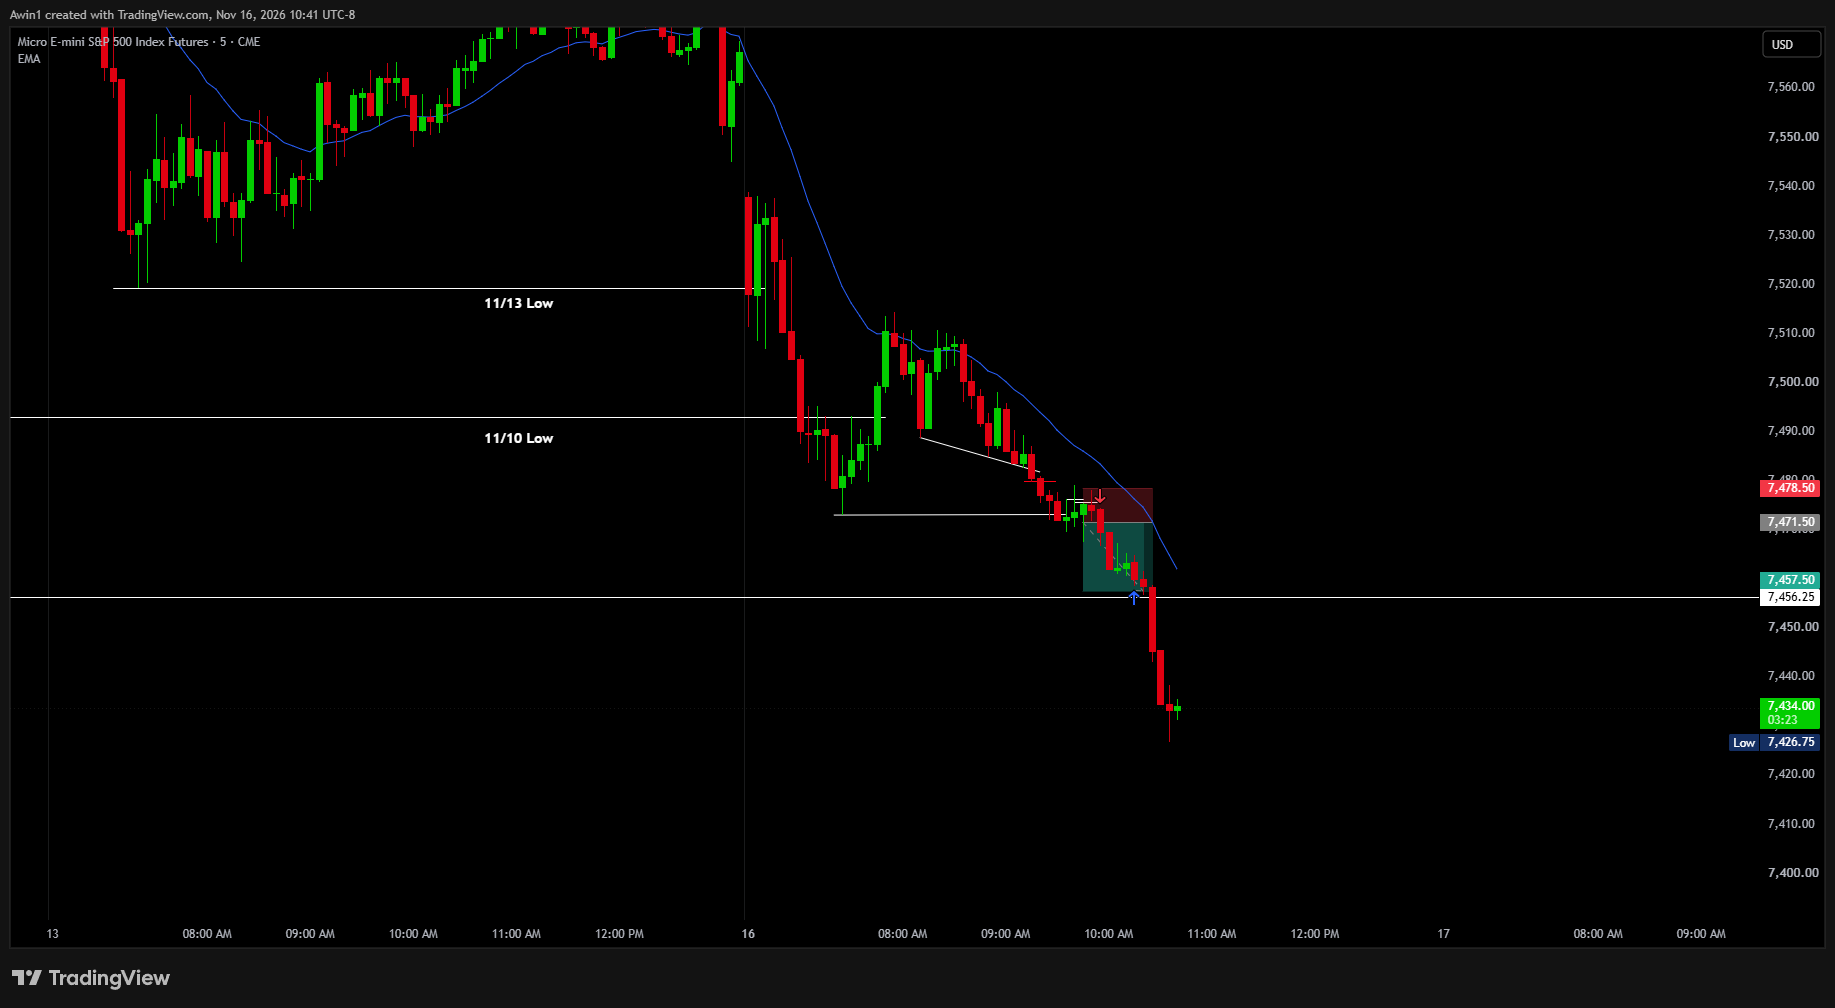 Awin1 created with TradingView.com, Nov 16, 2026 10:41 UTC-8
Micro E-mini S&P 500 Index Futures · 5 · CME
EMA
USD
7,560.00
7,550.00
7,540.00
7,530.00
7,520.00
11/13 Low
7,510.00
7,500.00
11/10 Low
7,490.00
7,480.00
7,478.50
7,471.50
7,470.00
7,457.50
7,456.25
7,450.00
7,440.00
7,434.00
03:23
Low 7,426.75
7,420.00
7,410.00
7,400.00
13 08:00 AM 09:00 AM 10:00 AM 11:00 AM 12:00 PM 16 08:00 AM 09:00 AM 10:00 AM 11:00 AM 12:00 PM 17 08:00 AM 09:00 AM
TradingView